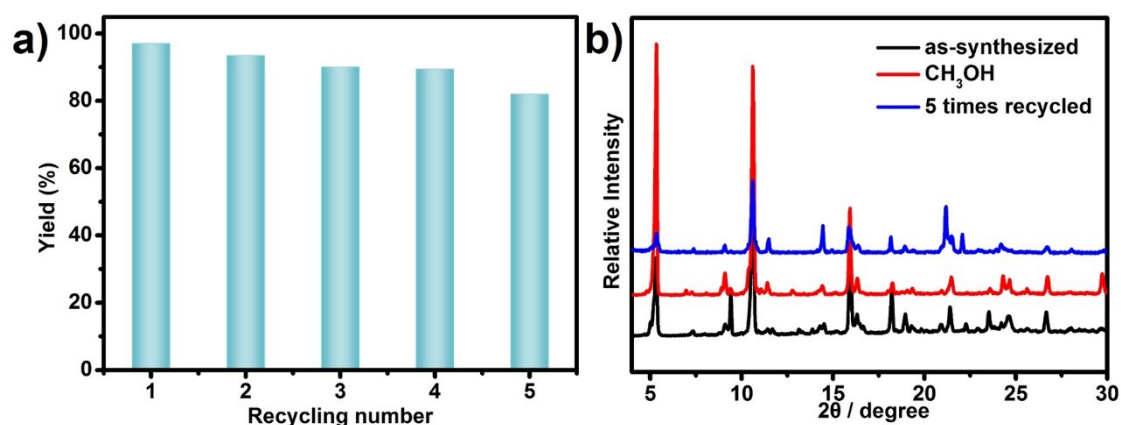 a)
Yield (%)
100
80
60
40
20
0
1 2 3 4 5
Recycling number
b)
Relative Intensity
as-synthesized
CH₃OH
5 times recycled
5 10 15 20 25 30
2θ / degree